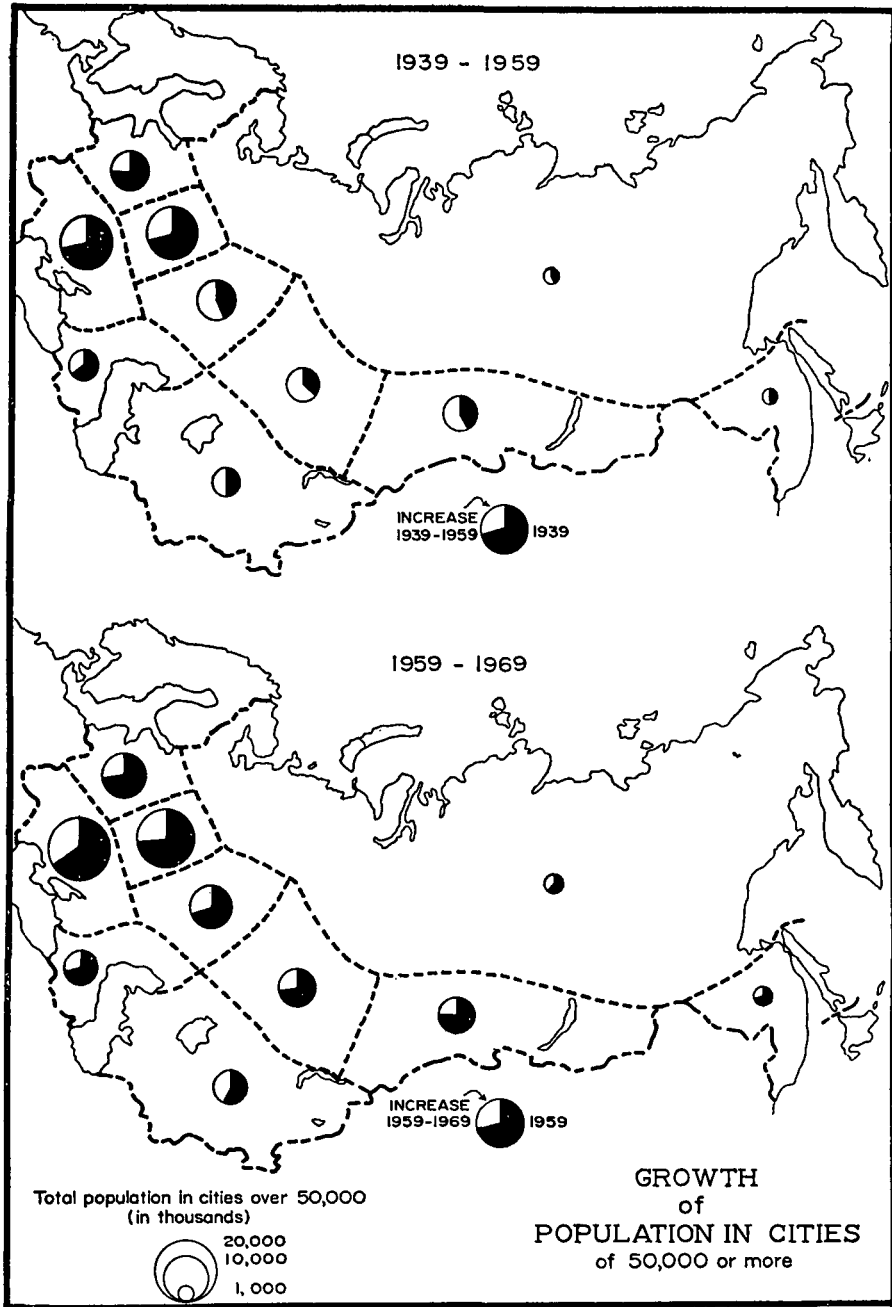 1939 - 1959
INCREASE
1939-1959
1939
1959 - 1969
INCREASE
1959-1969
1959
Total population in cities over 50,000
(in thousands)
20,000
10,000
1,000
GROWTH
of
POPULATION IN CITIES
of 50,000 or more